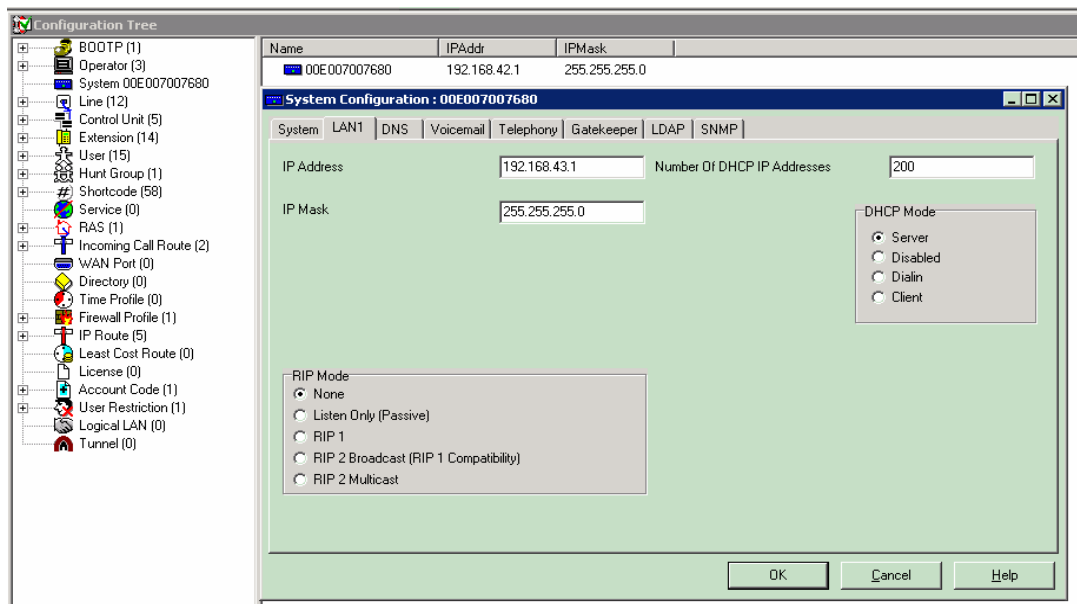 Configuration Tree
BOOTP (1)
Operator (3)
System 00E007007680
Line (12)
Control Unit (5)
Extension (14)
User (15)
Hunt Group (1)
Shortcode (58)
Service (0)
RAS (1)
Incoming Call Route (2)
WAN Port (0)
Directory (0)
Time Profile (0)
Firewall Profile (1)
IP Route (5)
Least Cost Route (0)
License (0)
Account Code (1)
User Restriction (1)
Logical LAN (0)
Tunnel (0)
Name IPAddr IPMask
00E007007680 192.168.42.1 255.255.255.0
System Configuration : 00E007007680
System LAN1 DNS Voicemail Telephony Gatekeeper LDAP SNMP
IP Address 192.168.43.1 Number Of DHCP IP Addresses 200
IP Mask 255.255.255.0
DHCP Mode
Server
Disabled
Dialin
Client
RIP Mode
None
Listen Only (Passive)
RIP 1
RIP 2 Broadcast (RIP 1 Compatibility)
RIP 2 Multicast
OK Cancel Help